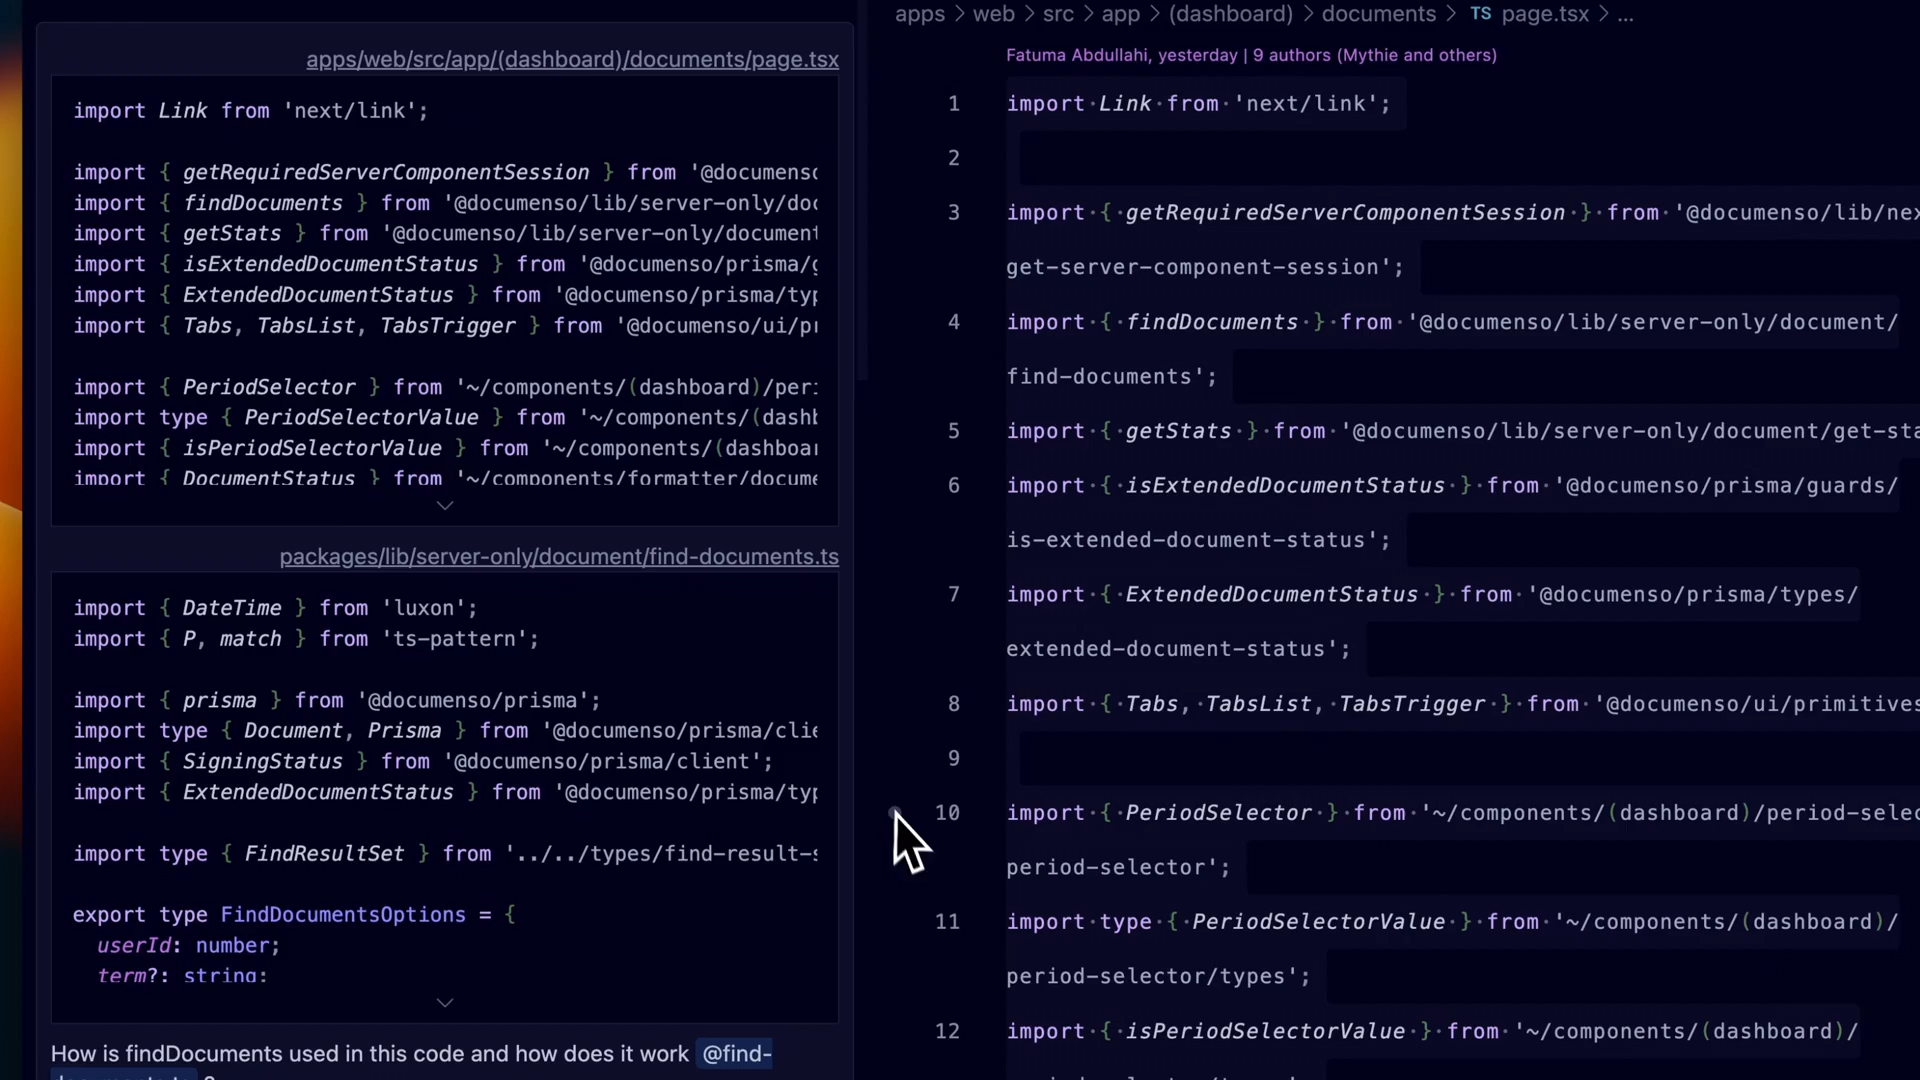 apps/web/src/app/(dashboard)/documents/page.tsx
import Link from 'next/link';
import { getRequiredServerComponentSession } from '@documenso
import { findDocuments } from '@documenso/lib/server-only/doc
import { getStats } from '@documenso/lib/server-only/document
import { isExtendedDocumentStatus } from '@documenso/prisma/g
import { ExtendedDocumentStatus } from '@documenso/prisma/typ
import { Tabs, TabsList, TabsTrigger } from '@documenso/ui/pr
import { PeriodSelector } from '~/components/(dashboard)/peri
import type { PeriodSelectorValue } from '~/components/(dashb
import { isPeriodSelectorValue } from '~/components/(dashboar
import { DocumentStatus } from '~/components/formatter/docume
packages/lib/server-only/document/find-documents.ts
import { DateTime } from 'luxon';
import { P, match } from 'ts-pattern';
import { prisma } from '@documenso/prisma';
import type { Document, Prisma } from '@documenso/prisma/clie
import { SigningStatus } from '@documenso/prisma/client';
import { ExtendedDocumentStatus } from '@documenso/prisma/typ
import type { FindResultSet } from '../../types/find-result-s
export type FindDocumentsOptions = {
userId: number;
term?: string;
How is findDocuments used in this code and how does it work @find-
apps > web > src > app > (dashboard) > documents > TS page.tsx > ...
Fatuma Abdullahi, yesterday | 9 authors (Mythie and others)
1 import Link from 'next/link';
2
3 import { getRequiredServerComponentSession } from '@documenso/lib/nex
get-server-component-session';
4 import { findDocuments } from '@documenso/lib/server-only/document/
find-documents';
5 import { getStats } from '@documenso/lib/server-only/document/get-sta
6 import { isExtendedDocumentStatus } from '@documenso/prisma/guards/
is-extended-document-status';
7 import { ExtendedDocumentStatus } from '@documenso/prisma/types/
extended-document-status';
8 import { Tabs, TabsList, TabsTrigger } from '@documenso/ui/primitives
9
10 import { PeriodSelector } from '~/components/(dashboard)/period-selec
period-selector';
11 import type { PeriodSelectorValue } from '~/components/(dashboard)/
period-selector/types';
12 import { isPeriodSelectorValue } from '~/components/(dashboard)/